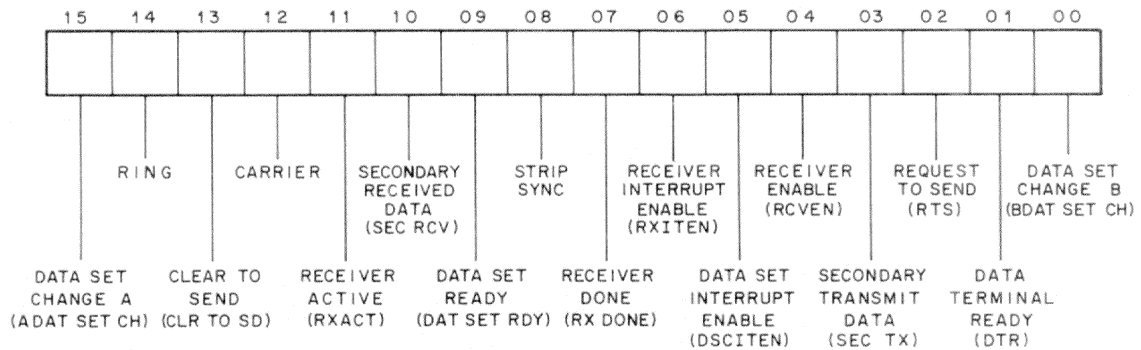 15 14 13 12 11 10 09 08 07 06 05 04 03 02 01 00
RING
CARRIER
SECONDARY
RECEIVED
DATA
(SEC RCV)
STRIP
SYNC
RECEIVER
INTERRUPT
ENABLE
(RXITEN)
RECEIVER
ENABLE
(RCVEN)
REQUEST
TO SEND
(RTS)
DATA SET
CHANGE B
(BDAT SET CH)
DATA SET
CHANGE A
(ADAT SET CH)
CLEAR TO
SEND
(CLR TO SD)
RECEIVER
ACTIVE
(RXACT)
DATA SET
READY
(DAT SET RDY)
RECEIVER
DONE
(RX DONE)
DATA SET
INTERRUPT
ENABLE
(DSCITEN)
SECONDARY
TRANSMIT
DATA
(SEC TX)
DATA
TERMINAL
READY
(DTR)